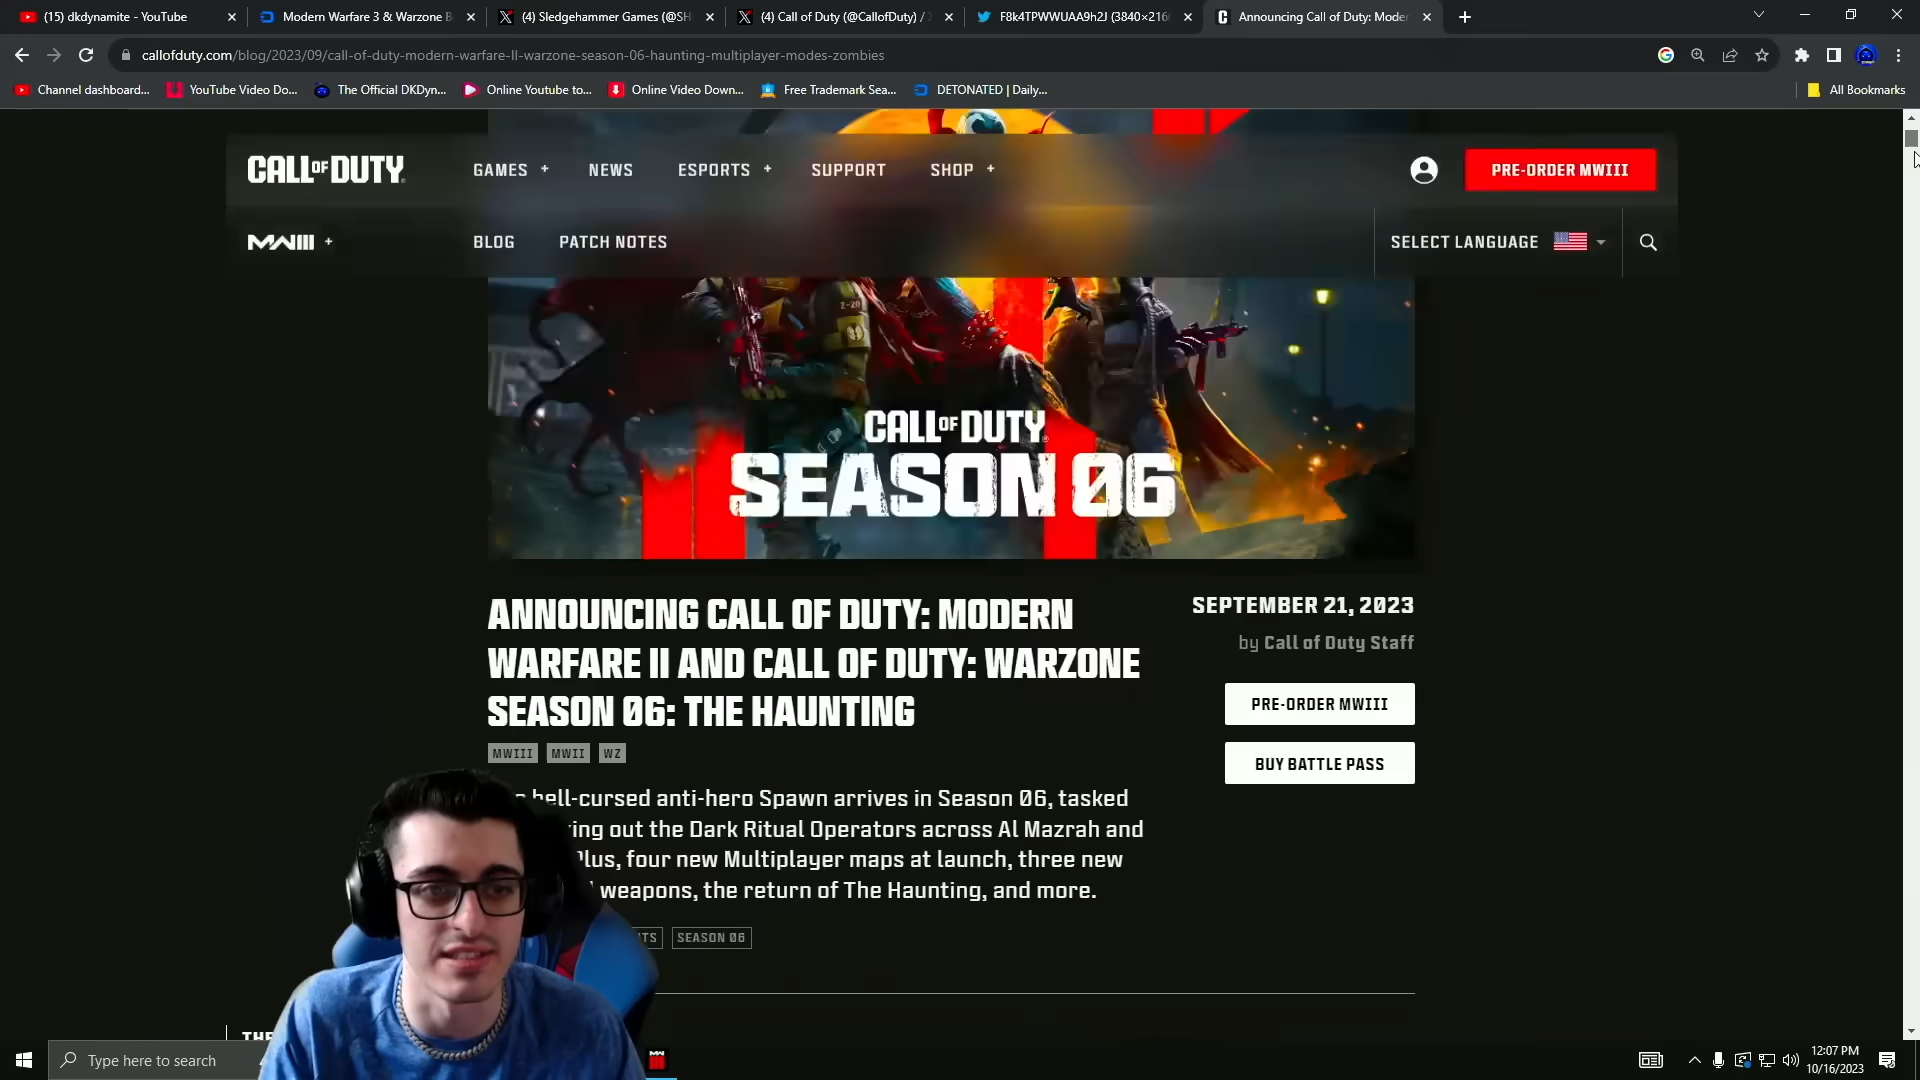 (15) dkdynamite - YouTube
Modern Warfare 3 & Warzone B
(4) Sledgehammer Games (@SH
(4) Call of Duty (@CallofDuty) /
F8k4TPWWUAA9h2J (3840×216
Announcing Call of Duty: Moder
callofduty.com/blog/2023/09/call-of-duty-modern-warfare-II-warzone-season-06-haunting-multiplayer-modes-zombies
Channel dashboard...
YouTube Video Do...
The Official DKDyn...
Online Youtube to...
Online Video Down...
Free Trademark Sea...
DETONATED | Daily...
All Bookmarks
CALL OF DUTY
GAMES +
NEWS
ESPORTS +
SUPPORT
SHOP +
PRE-ORDER MWIII
MWIII +
BLOG
PATCH NOTES
SELECT LANGUAGE
Z-20
CALL OF DUTY
SEASON 06
ANNOUNCING CALL OF DUTY: MODERN
WARFARE II AND CALL OF DUTY: WARZONE
SEASON 06: THE HAUNTING
SEPTEMBER 21, 2023
by Call of Duty Staff
PRE-ORDER MWIII
BUY BATTLE PASS
MWIII MWII WZ
hell-cursed anti-hero Spawn arrives in Season 06, tasked
out the Dark Ritual Operators across Al Mazrah and
Plus, four new Multiplayer maps at launch, three new
weapons, the return of The Haunting, and more.
SEASON 06
THE
Type here to search
12:07 PM
10/16/2023